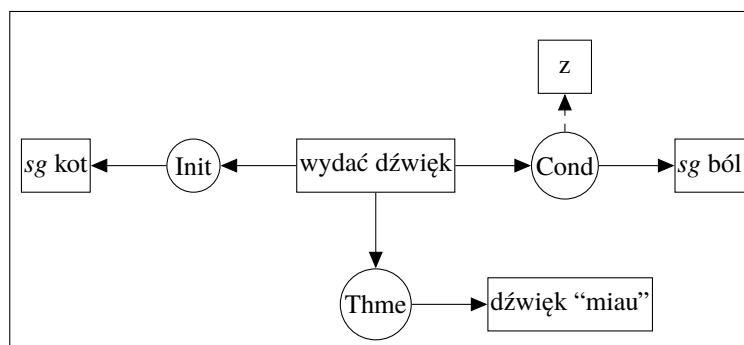 z
sg kot
Init
wydać dźwięk
Cond
sg ból
Thme
dźwięk “miau”